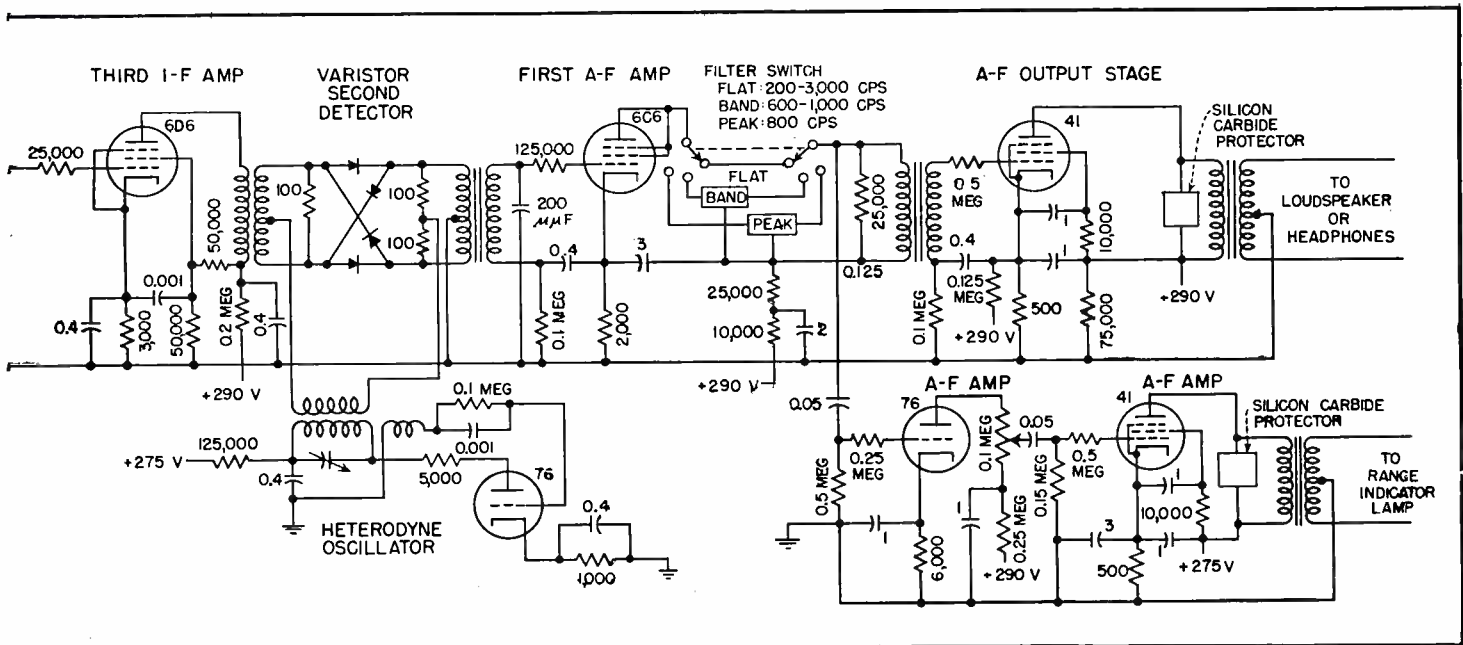 THIRD I-F AMP
VARISTOR
SECOND
DETECTOR
FIRST A-F AMP
FILTER SWITCH
FLAT: 200-3,000 CPS
BAND: 600-1,000 CPS
PEAK: 800 CPS
A-F OUTPUT STAGE
6D6
25,000
50,000
0.001
0.4
3,000
50,000
0.2 MEG
0.4
+290 V
100
100
100
125,000
200
μμF
6C6
0.4
3
0.1 MEG
2,000
FLAT
BAND
PEAK
25,000
10,000
2
+290 V
25,000
0.125
0.5
MEG
0.4
0.125
MEG
0.1 MEG
+290 V
41
1
1
10,000
500
75,000
SILICON
CARBIDE
PROTECTOR
+290 V
TO
LOUDSPEAKER
OR
HEADPHONES
125,000
+275 V
0.4
0.1 MEG
0.001
5,000
76
HETERODYNE
OSCILLATOR
0.4
1,000
0.05
0.5 MEG
0.25
MEG
A-F AMP
76
1
6,000
0.1 MEG
1
0.25 MEG
+290 V
0.05
0.15 MEG
0.5
MEG
A-F AMP
41
3
1
10,000
1
500
+275V
SILICON CARBIDE
PROTECTOR
TO
RANGE
INDICATOR
LAMP